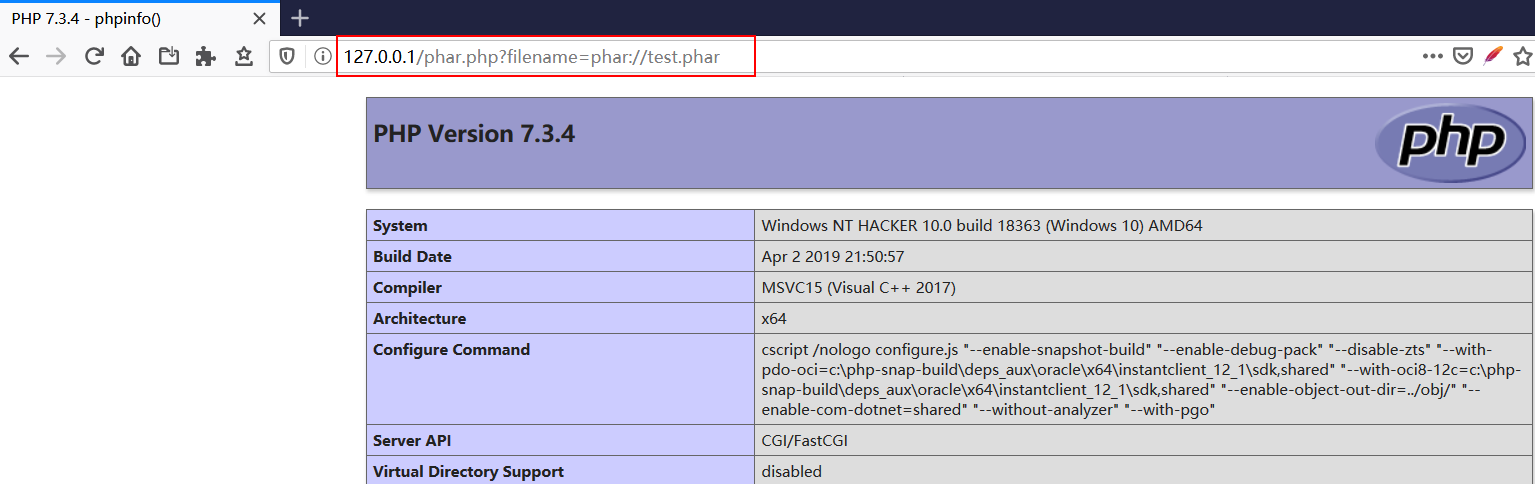 PHP 7.3.4 - phpinfo()
127.0.0.1/phar.php?filename=phar://test.phar
PHP Version 7.3.4
php
System
Windows NT HACKER 10.0 build 18363 (Windows 10) AMD64
Build Date
Apr 2 2019 21:50:57
Compiler
MSVC15 (Visual C++ 2017)
Architecture
x64
Configure Command
cscript /nologo configure.js "--enable-snapshot-build" "--enable-debug-pack" "--disable-zts" "--with-
pdo-oci=c:\php-snap-build\deps_aux\oracle\x64\instantclient_12_1\sdk,shared" "--with-oci8-12c=c:\php-
snap-build\deps_aux\oracle\x64\instantclient_12_1\sdk,shared" "--enable-object-out-dir=../obj/" "--
enable-com-dotnet=shared" "--without-analyzer" "--with-pgo"
Server API
CGI/FastCGI
Virtual Directory Support
disabled